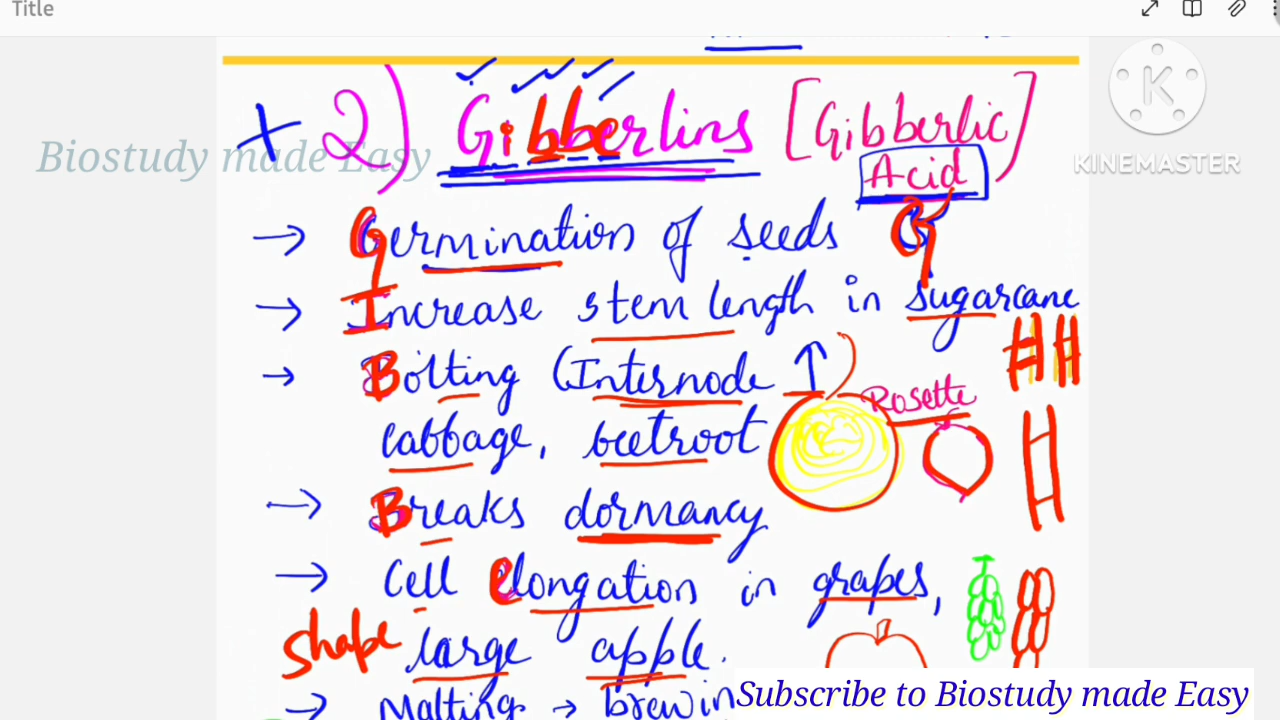 Title
+ 2) Gibberlins [Gibberlic Acid]
Biostudy made Easy
K
KINEMASTER
→ Germination of seeds
→ Increase stem length in sugarcane
→ Bolting (Internode ↑)
Rosette
cabbage, beetroot
→ Breaks dormancy
→ Cell elongation in grapes,
shape large apple.
→ Malting → brewin
Subscribe to Biostudy made Easy